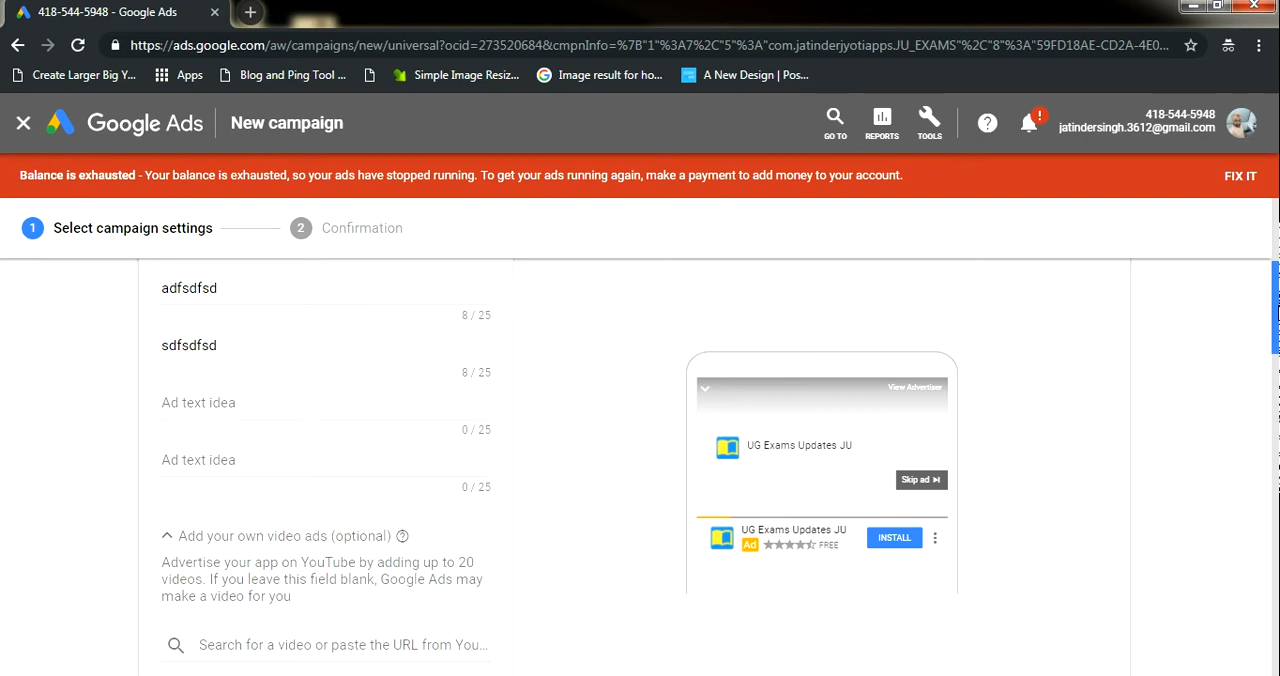 418-544-5948 - Google Ads
https://ads.google.com/aw/campaigns/new/universal?ocid=273520684&cmpnInfo=%7B"1"%3A7%2C"5"%3A"com.jatinderjyotiapps.JU_EXAMS"%2C"8"%3A"59FD18AE-CD2A-4E0...
Create Larger Big Y... Apps Blog and Ping Tool ... Simple Image Resiz... Image result for ho... A New Design | Pos...
Google Ads New campaign
GO TO REPORTS TOOLS
418-544-5948
jatindersingh.3612@gmail.com
Balance is exhausted - Your balance is exhausted, so your ads have stopped running. To get your ads running again, make a payment to add money to your account. FIX IT
1 Select campaign settings 2 Confirmation
adfsdfsd
8 / 25
sdfsdfsd
8 / 25
Ad text idea
0 / 25
Ad text idea
0 / 25
Add your own video ads (optional)
Advertise your app on YouTube by adding up to 20
videos. If you leave this field blank, Google Ads may
make a video for you
Search for a video or paste the URL from You...
View Advertiser
UG Exams Updates JU
Skip ad
UG Exams Updates JU
Ad FREE
INSTALL